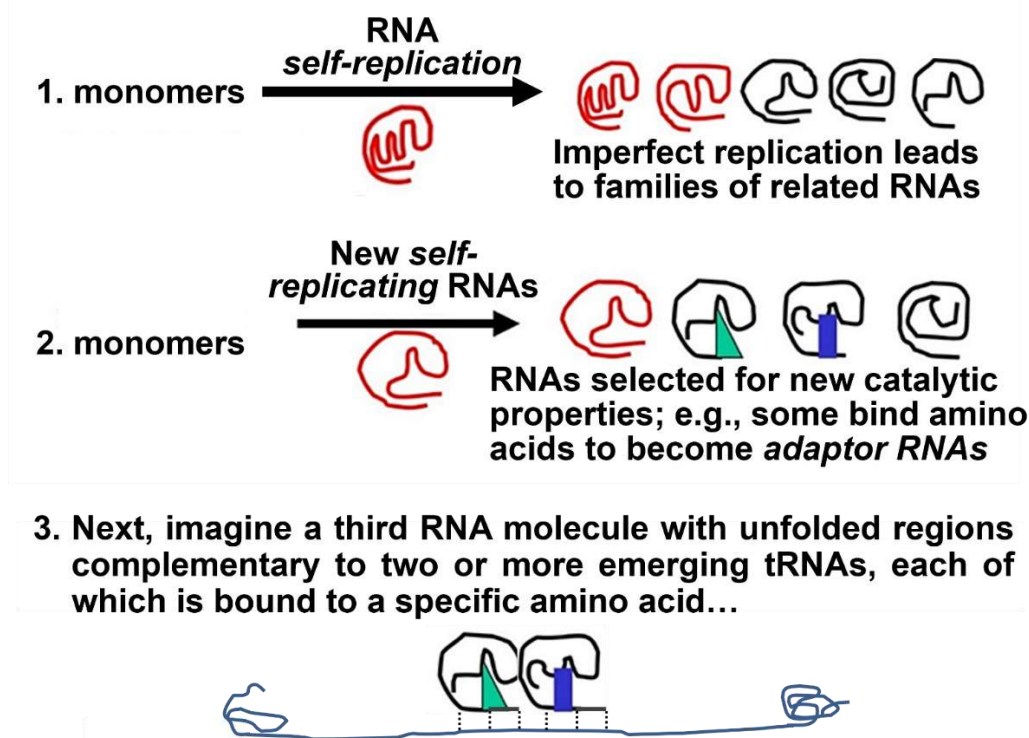 RNA
self-replication
1. monomers
Imperfect replication leads
to families of related RNAs
New self-
replicating RNAs
2. monomers
RNAs selected for new catalytic
properties; e.g., some bind amino
acids to become adaptor RNAs
3. Next, imagine a third RNA molecule with unfolded regions
complementary to two or more emerging tRNAs, each of
which is bound to a specific amino acid...